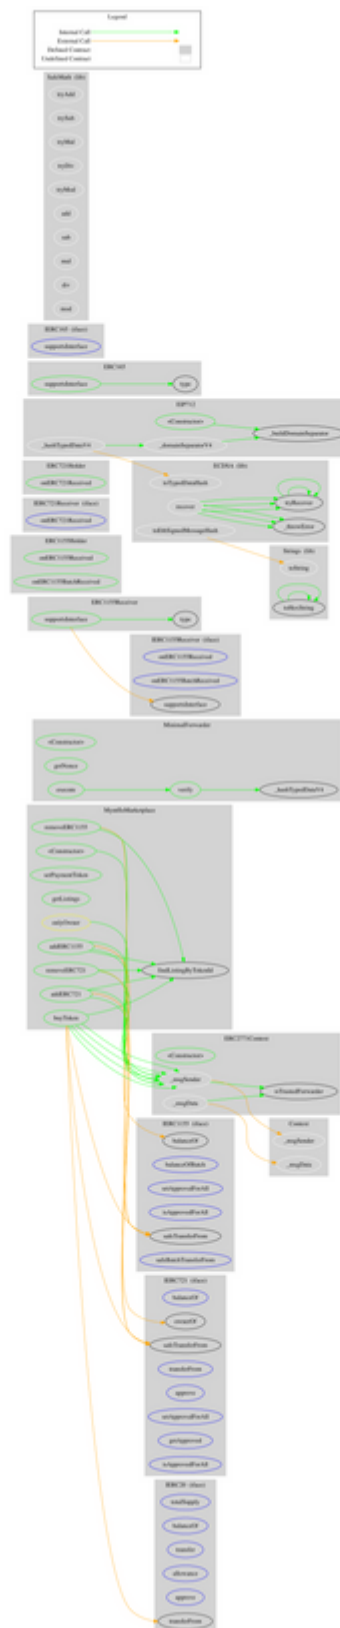 Legend
Internal Call
External Call
Defined Contract
Undefined Contract
SafeMath (lib)
tryAdd
trySub
tryMul
tryDiv
tryMod
add
sub
mul
div
mod
IERC165 (iface)
supportsInterface
ERC165
supportsInterface
type
EIP712
<Constructor>
_buildDomainSeparator
_hashTypedDataV4
_domainSeparatorV4
ERC721Holder
onERC721Received
ECDSA (lib)
toTypedDataHash
tryRecover
recover
_throwError
toEthSignedMessageHash
IERC721Receiver (iface)
onERC721Received
ERC1155Holder
onERC1155Received
onERC1155BatchReceived
Strings (lib)
toString
toHexString
ERC1155Receiver
supportsInterface
type
IERC1155Receiver (iface)
onERC1155Received
onERC1155BatchReceived
supportsInterface
MinimalForwarder
<Constructor>
getNonce
execute
verify
_hashTypedDataV4
removeERC1155
<Constructor>
setPaymentToken
getListings
onlyOwner
addERC1155
removeERC721
findListingByTokenId
addERC721
buyToken
ERC2771Context
<Constructor>
_msgSender
isTrustedForwarder
_msgData
Context
_msgSender
_msgData
IERC1155 (iface)
balanceOf
balanceOfBatch
setApprovalForAll
isApprovedForAll
safeTransferFrom
safeBatchTransferFrom
IERC721 (iface)
balanceOf
ownerOf
safeTransferFrom
transferFrom
approve
setApprovalForAll
getApproved
isApprovedForAll
IERC20 (iface)
totalSupply
balanceOf
transfer
allowance
approve
transferFrom